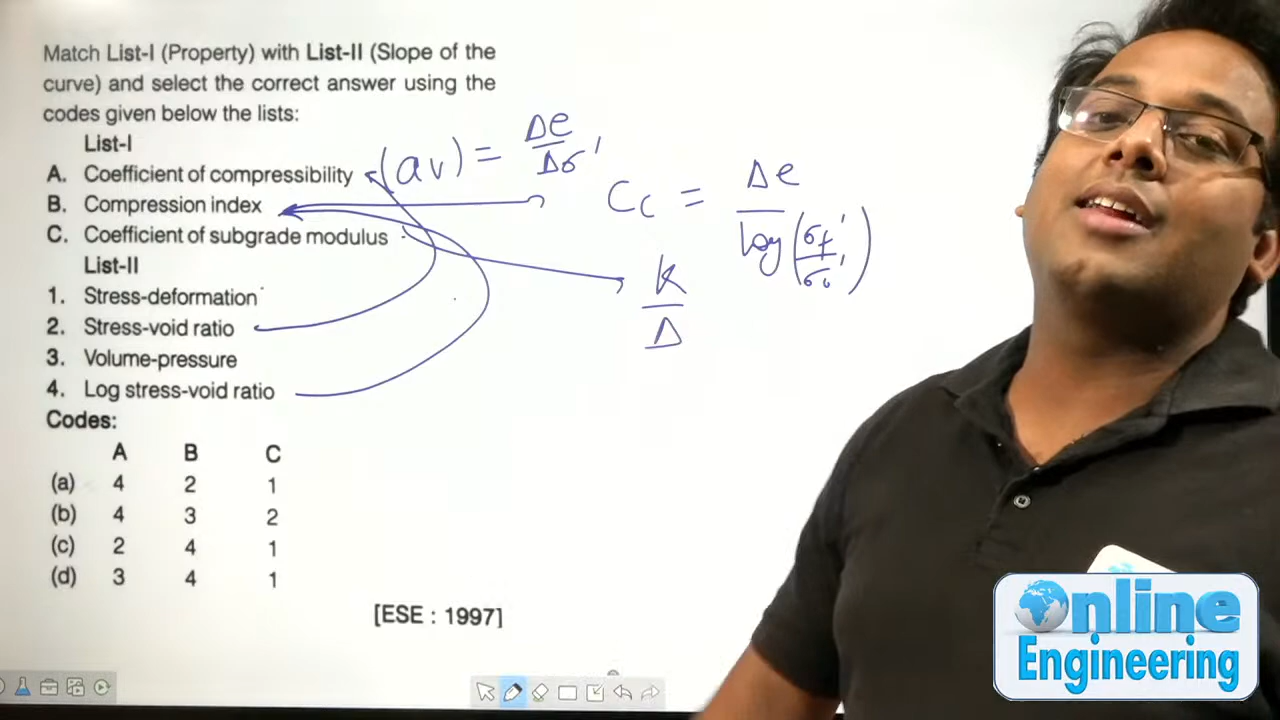 Match List-I (Property) with List-II (Slope of the
curve) and select the correct answer using the
codes given below the lists:
List-I
A. Coefficient of compressibility
(av) = Δe / Δσ'
B. Compression index
Cc = Δe / log(σf' / σo')
C. Coefficient of subgrade modulus
k / Δ
List-II
1. Stress-deformation
2. Stress-void ratio
3. Volume-pressure
4. Log stress-void ratio
Codes:
A B C
(a) 4 2 1
(b) 4 3 2
(c) 2 4 1
(d) 3 4 1
[ESE : 1997]
Online
Engineering